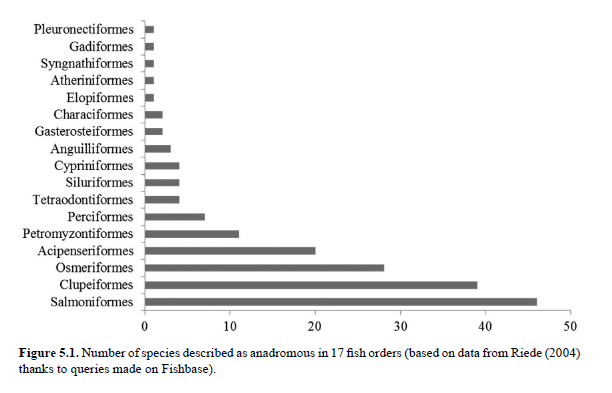 Pleuronectiformes
Gadiformes
Syngnathiformes
Atheriniformes
Elopiformes
Characiformes
Gasterosteiformes
Anguilliformes
Cypriniformes
Siluriformes
Tetraodontiformes
Perciformes
Petromyzontiformes
Acipenseriformes
Osmeriformes
Clupeiformes
Salmoniformes
0 10 20 30 40 50
Figure 5.1. Number of species described as anadromous in 17 fish orders (based on data from Riede (2004)
thanks to queries made on Fishbase).